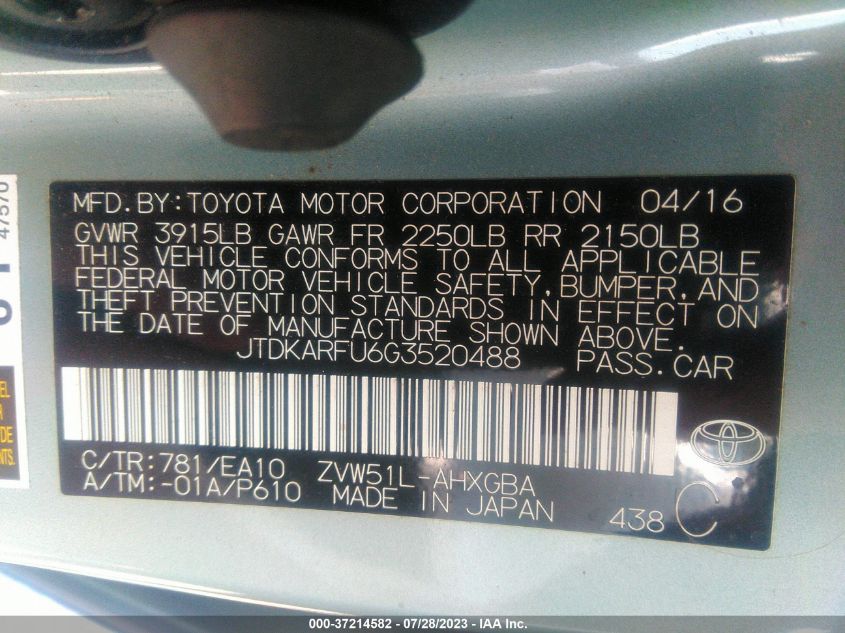 MFD.BY:TOYOTA MOTOR CORPORATION 04/16
GVWR 3915LB GAWR FR 2250LB RR 2150LB
THIS VEHICLE CONFORMS TO ALL APPLICABLE
FEDERAL MOTOR VEHICLE SAFETY,BUMPER,AND
THEFT PREVENTION STANDARDS IN EFFECT ON
THE DATE OF MANUFACTURE SHOWN ABOVE.
JTDKARFU6G3520488 PASS.CAR
C/TR:781/EA10 ZVW51L-AHXGBA
A/TM:-01A/P610 MADE IN JAPAN
438 C
47570
000-37214582 - 07/28/2023 - IAA Inc.